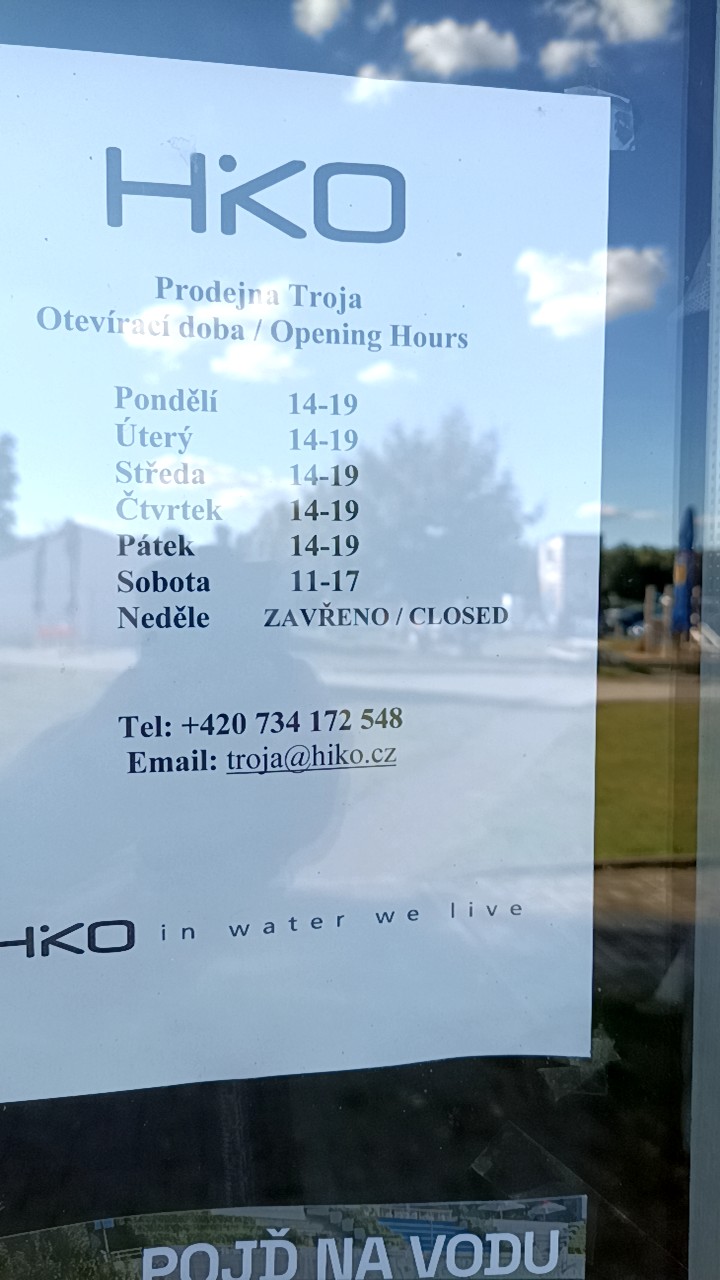 HIKO
Prodejna Troja
Otevírací doba / Opening Hours
Pondělí 14-19
Úterý 14-19
Středa 14-19
Čtvrtek 14-19
Pátek 14-19
Sobota 11-17
Neděle ZAVŘENO / CLOSED
Tel: +420 734 172 548
Email: troja@hiko.cz
HIKO in water we live
POJĎ NA VODU